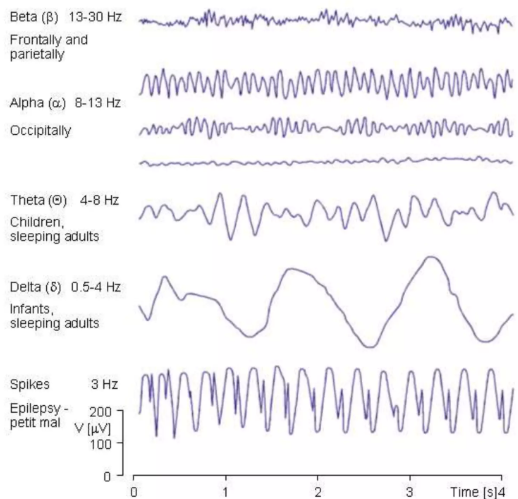 Beta (β) 13-30 Hz
Frontally and
parietally
Alpha (α) 8-13 Hz
Occipitally
Theta (Θ) 4-8 Hz
Children,
sleeping adults
Delta (δ) 0.5-4 Hz
Infants,
sleeping adults
Spikes 3 Hz
Epilepsy -
petit mal
200
V [µV]
100
0
0 1 2 3 Time [s] 4